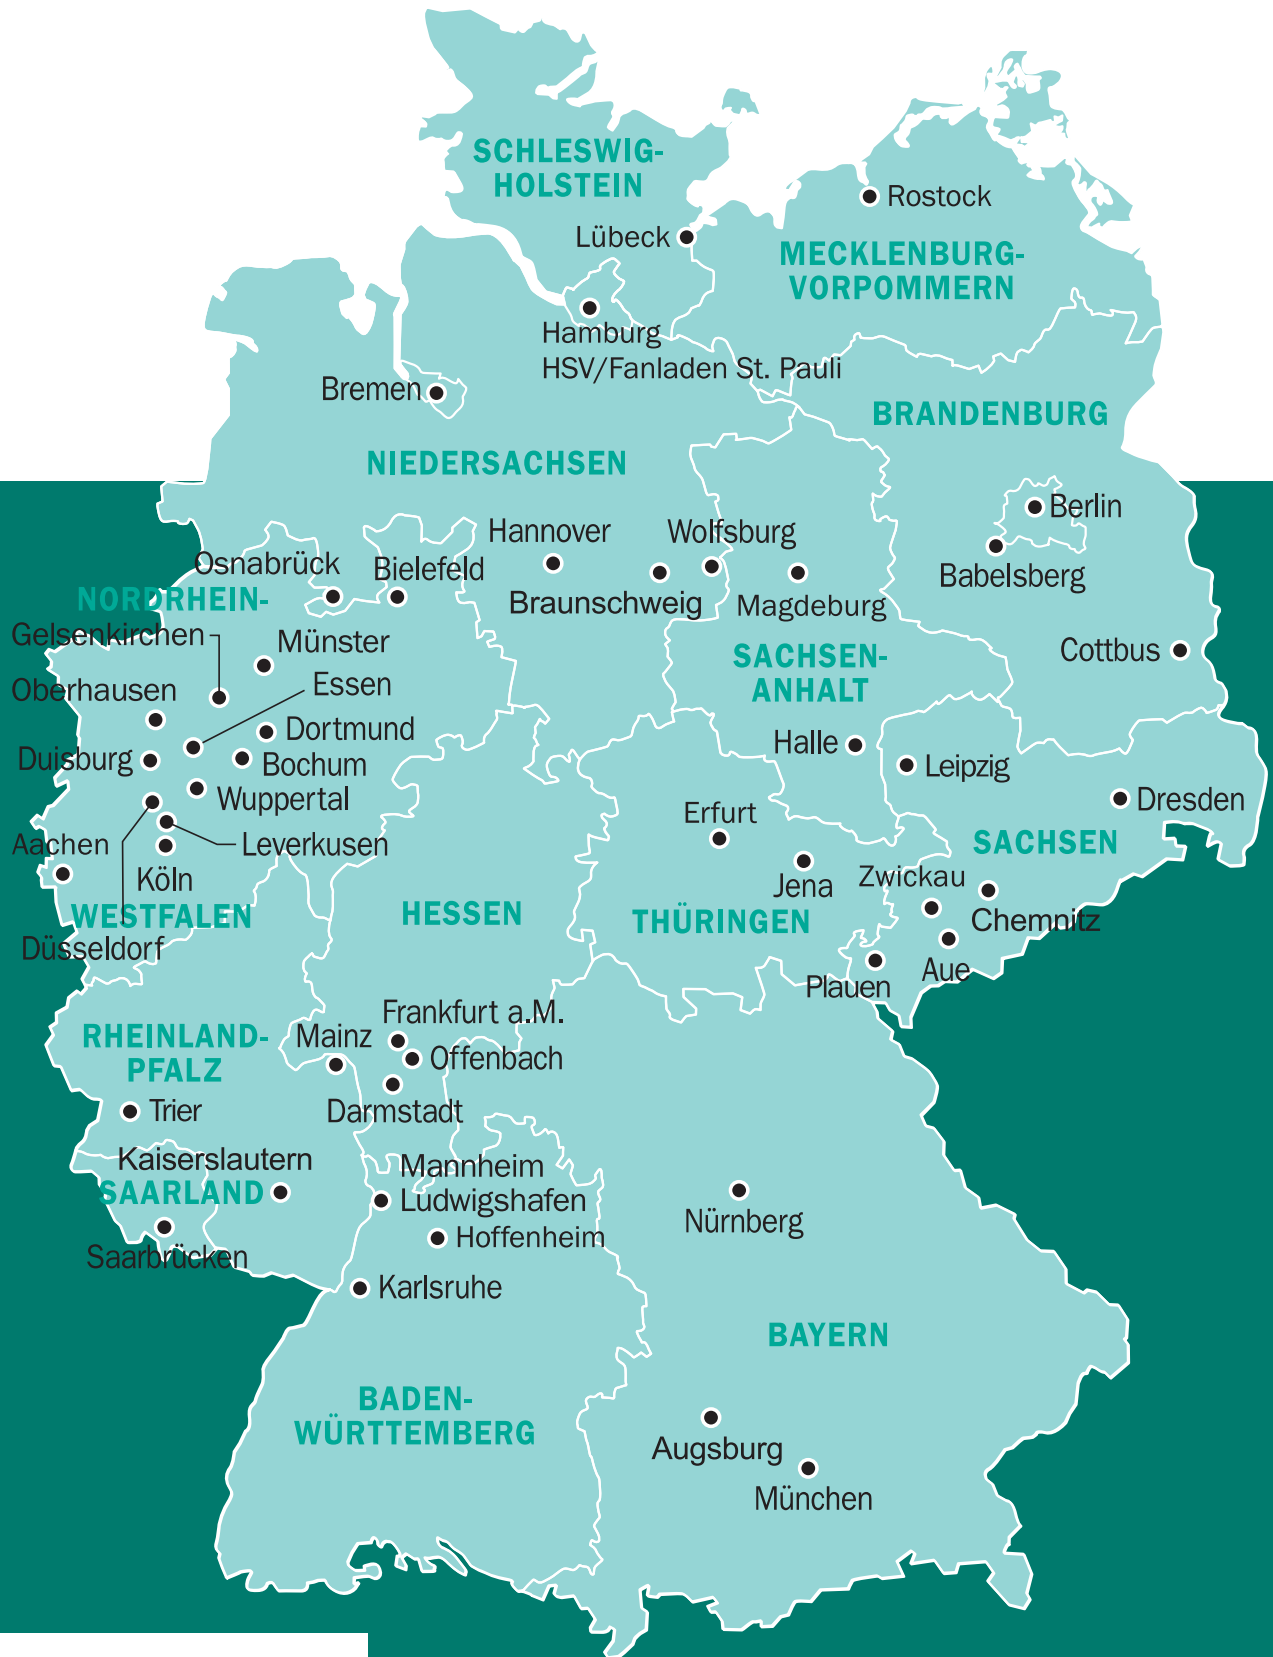 SCHLESWIG-
HOLSTEIN
Rostock
Lübeck
MECKLENBURG-
VORPOMMERN
Hamburg
HSV/Fanladen St. Pauli
Bremen
BRANDENBURG
NIEDERSACHSEN
Berlin
Hannover
Wolfsburg
Osnabrück
Bielefeld
Babelsberg
NORDRHEIN-
Braunschweig
Magdeburg
Gelsenkirchen
Münster
Cottbus
SACHSEN-
ANHALT
Oberhausen
Essen
Dortmund
Halle
Duisburg
Bochum
Leipzig
Wuppertal
Dresden
Erfurt
Aachen
Leverkusen
SACHSEN
Köln
Jena
Zwickau
WESTFALEN
HESSEN
THÜRINGEN
Chemnitz
Düsseldorf
Aue
Plauen
Frankfurt a.M.
RHEINLAND-
PFALZ
Mainz
Offenbach
Trier
Darmstadt
Kaiserslautern
Mannheim
Ludwigshafen
SAARLAND
Nürnberg
Hoffenheim
Saarbrücken
Karlsruhe
BAYERN
BADEN-
WÜRTTEMBERG
Augsburg
München